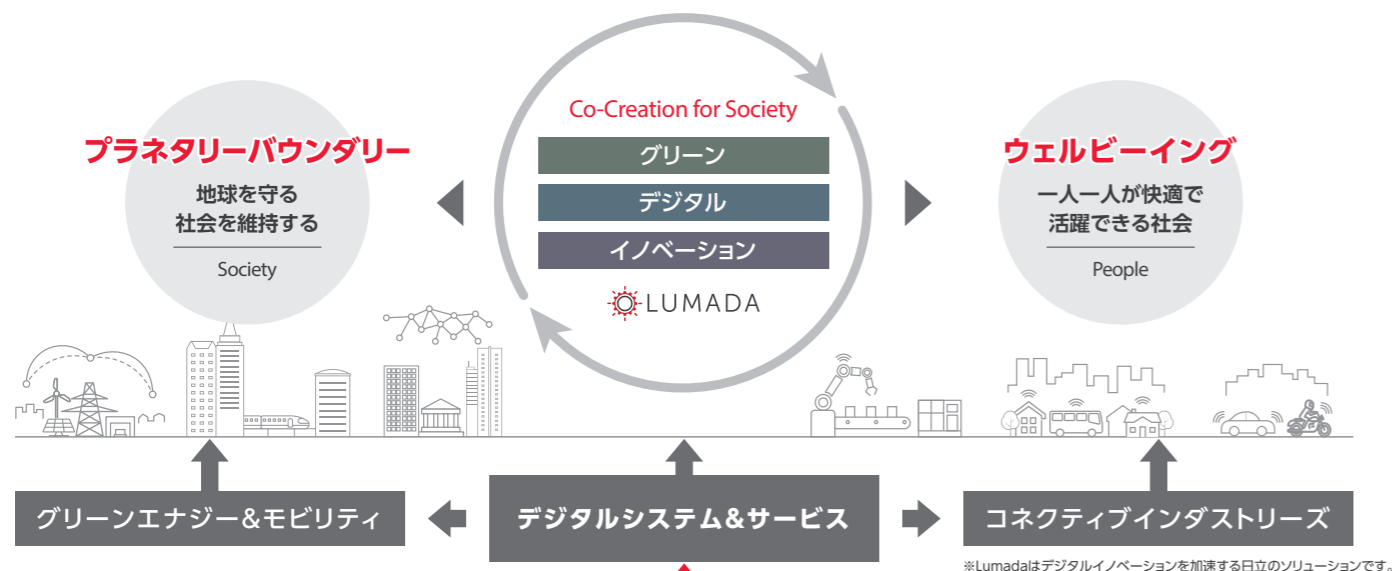 Co-Creation for Society
プラネタリーバウンダリー
地球を守る
社会を維持する
Society
グリーン
デジタル
イノベーション
LUMADA
ウェルビーイング
一人一人が快適で
活躍できる社会
People
グリーンエナジー&モビリティ
デジタルシステム&サービス
コネクティブインダストリーズ
※Lumadaはデジタルイノベーションを加速する日立のソリューションです。